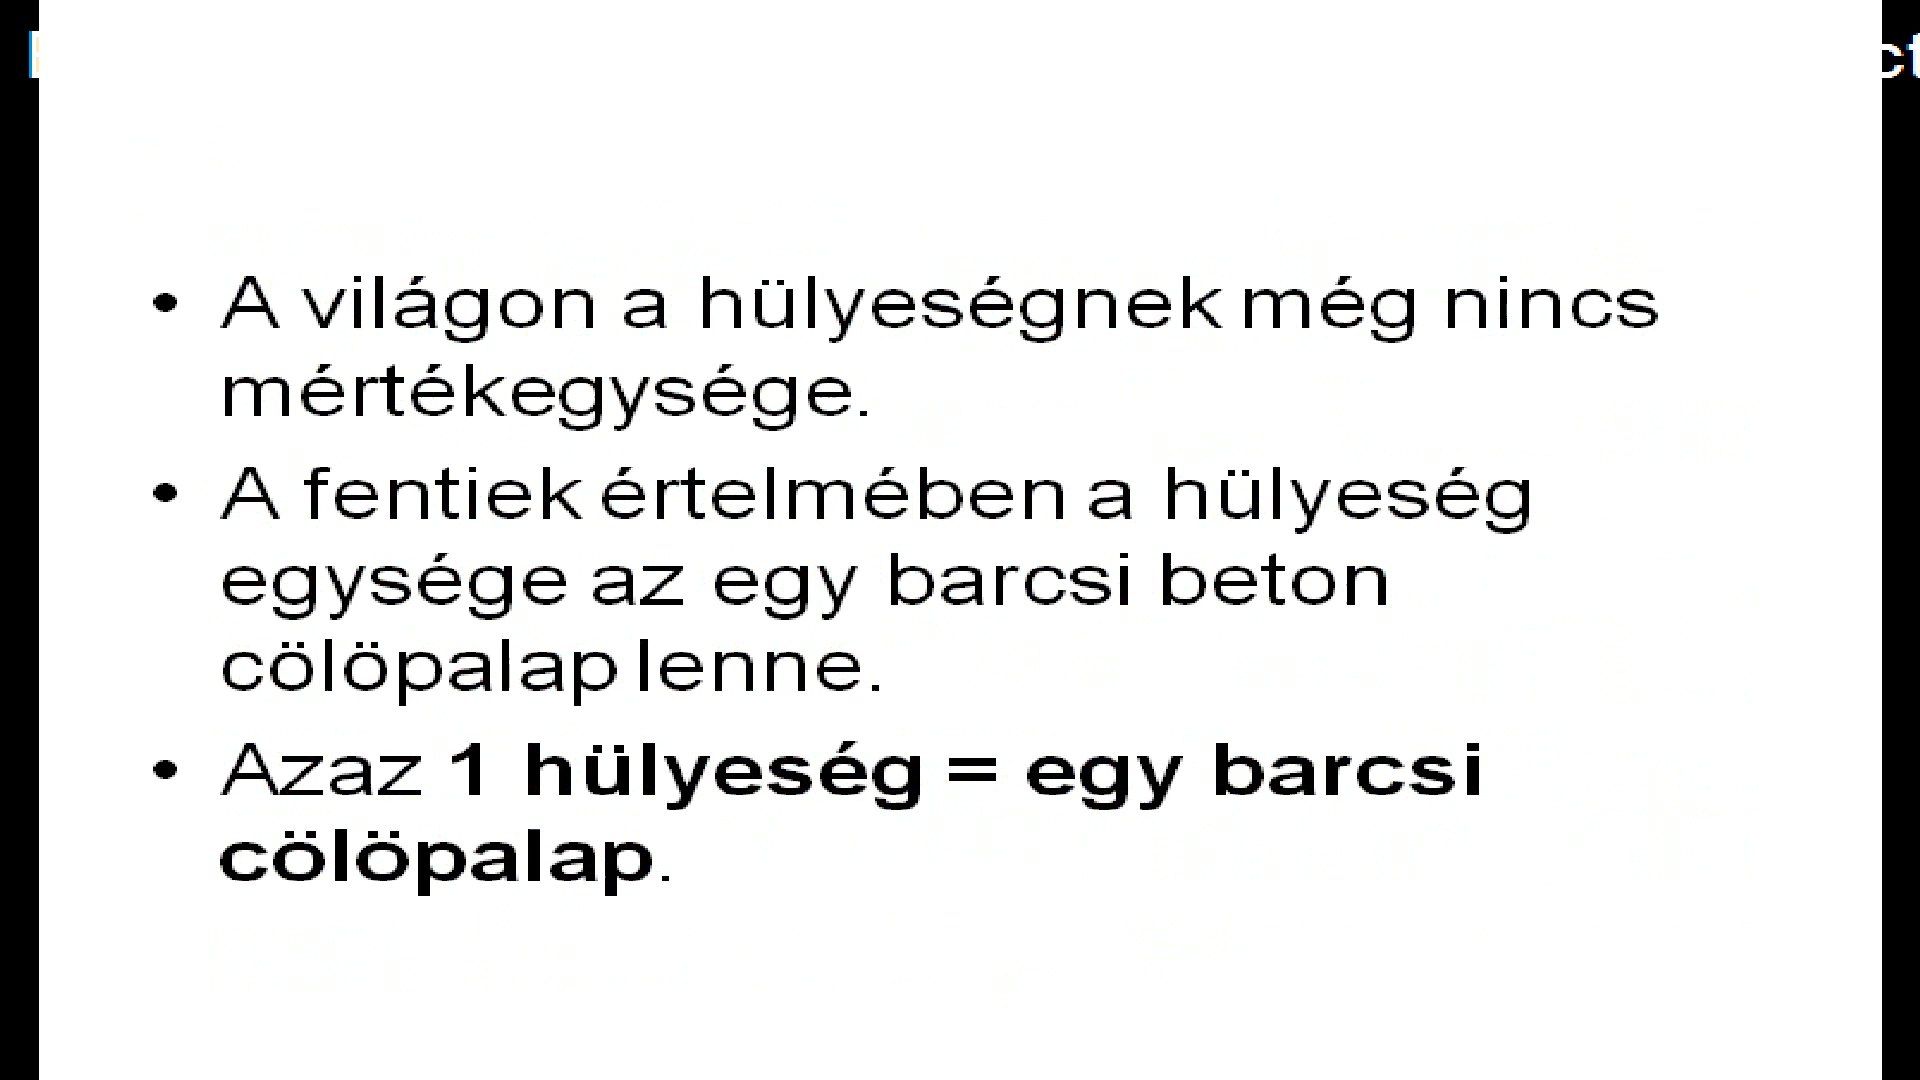 • A világon a hülyeségnek még nincs
mértékegysége.
• A fentiek értelmében a hülyeség
egysége az egy barcsi beton
cölöpalap lenne.
• Azaz 1 hülyeség = egy barcsi
cölöpalap.